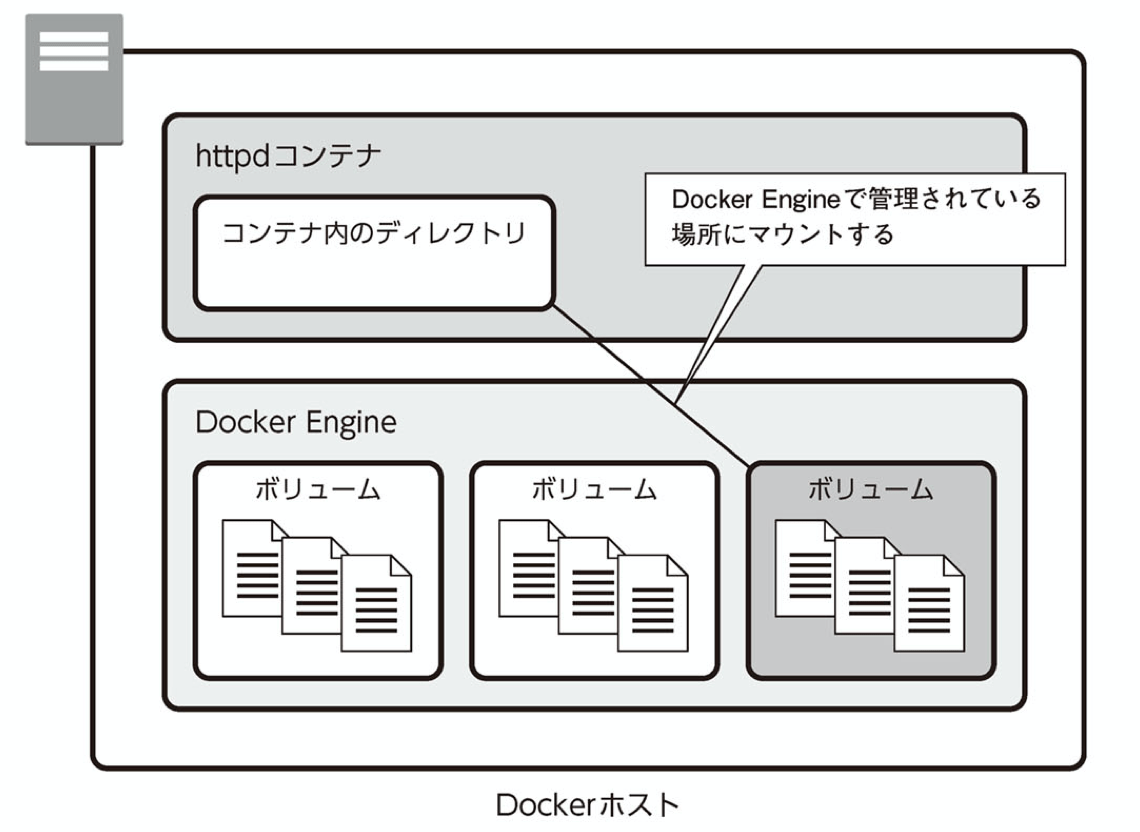 httpdコンテナ
コンテナ内のディレクトリ
Docker Engineで管理されている
場所にマウントする
Docker Engine
ボリューム
ボリューム
ボリューム
Dockerホスト